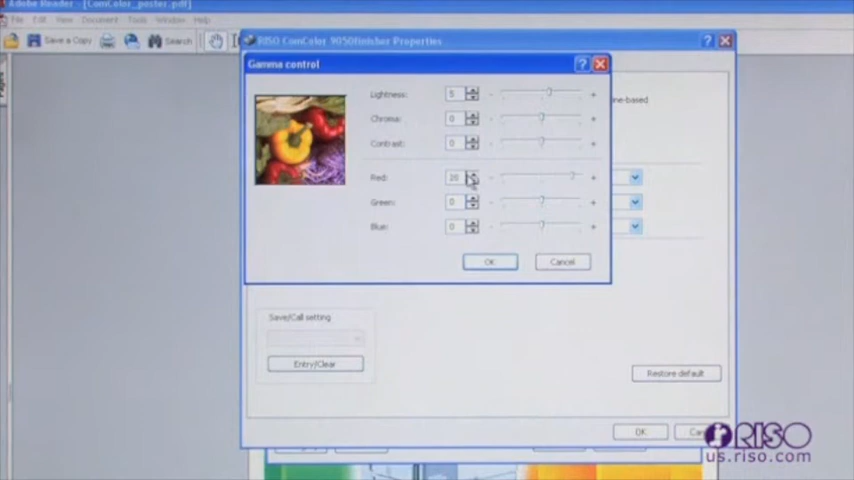 Adobe Reader - [ComColor_poster.pdf]
File Edit View Document Tools Window Help
Save a Copy Search
Pages
RISO ComColor 9050finisher Properties
Gamma control
ine-based
Lightness: 5 - +
Chroma: 0 - +
Contrast: 0 - +
Red: 20 - +
Green: 0 - +
Blue: 0 - +
OK Cancel
Save/Call setting
Entry/Clear
Restore default
OK Can
RISO
us.riso.com